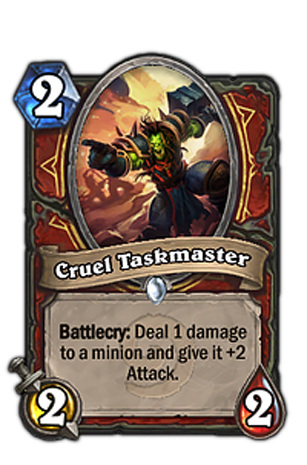 2
Cruel Taskmaster
Battlecry: Deal 1 damage
to a minion and give it +2
Attack.
2
2